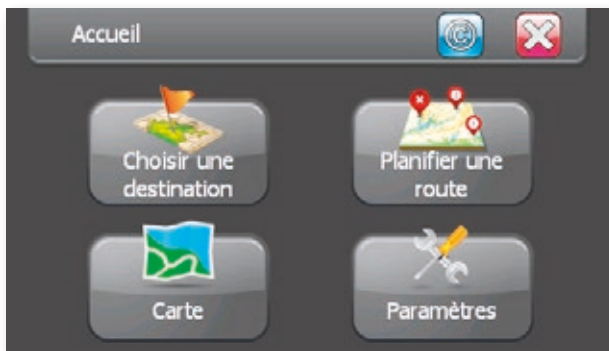 Accueil
©
Choisir une
destination
Planifier une
route
Carte
Paramètres